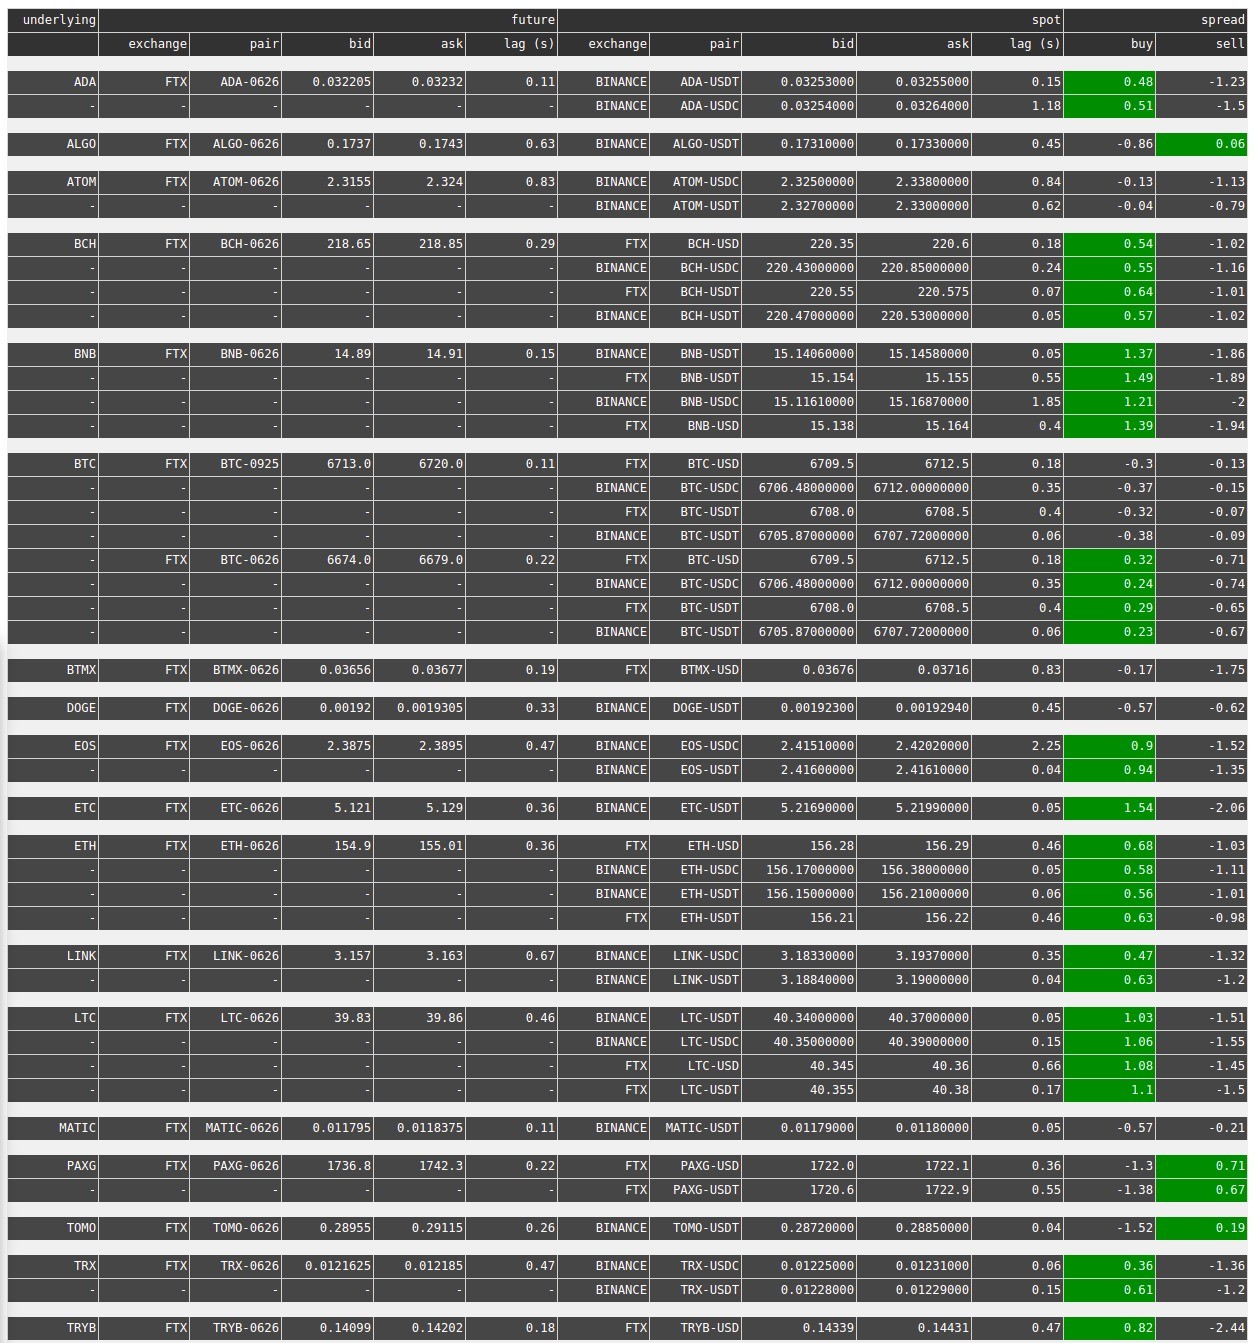 underlying future spot spread
exchange pair bid ask lag (s) exchange pair bid ask lag (s) buy sell
ADA FTX ADA-0626 0.032205 0.03232 0.11 BINANCE ADA-USDT 0.03253000 0.03255000 0.15 0.48 -1.23
- - - - - - BINANCE ADA-USDC 0.03254000 0.03264000 1.18 0.51 -1.5
ALGO FTX ALGO-0626 0.1737 0.1743 0.63 BINANCE ALGO-USDT 0.17310000 0.17330000 0.45 -0.86 0.06
ATOM FTX ATOM-0626 2.3155 2.324 0.83 BINANCE ATOM-USDC 2.32500000 2.33800000 0.84 -0.13 -1.13
- - - - - - BINANCE ATOM-USDT 2.32700000 2.33000000 0.62 -0.04 -0.79
BCH FTX BCH-0626 218.65 218.85 0.29 FTX BCH-USD 220.35 220.6 0.18 0.54 -1.02
- - - - - - BINANCE BCH-USDC 220.43000000 220.85000000 0.24 0.55 -1.16
- - - - - - FTX BCH-USDT 220.55 220.575 0.07 0.64 -1.01
- - - - - - BINANCE BCH-USDT 220.47000000 220.53000000 0.05 0.57 -1.02
BNB FTX BNB-0626 14.89 14.91 0.15 BINANCE BNB-USDT 15.14060000 15.14580000 0.05 1.37 -1.86
- - - - - - FTX BNB-USDT 15.154 15.155 0.55 1.49 -1.89
- - - - - - BINANCE BNB-USDC 15.11610000 15.16870000 1.85 1.21 -2
- - - - - - FTX BNB-USD 15.138 15.164 0.4 1.39 -1.94
BTC FTX BTC-0925 6713.0 6720.0 0.11 FTX BTC-USD 6709.5 6712.5 0.18 -0.3 -0.13
- - - - - - BINANCE BTC-USDC 6706.48000000 6712.00000000 0.35 -0.37 -0.15
- - - - - - FTX BTC-USDT 6708.0 6708.5 0.4 -0.32 -0.07
- - - - - - BINANCE BTC-USDT 6705.87000000 6707.72000000 0.06 -0.38 -0.09
- FTX BTC-0626 6674.0 6679.0 0.22 FTX BTC-USD 6709.5 6712.5 0.18 0.32 -0.71
- - - - - - BINANCE BTC-USDC 6706.48000000 6712.00000000 0.35 0.24 -0.74
- - - - - - FTX BTC-USDT 6708.0 6708.5 0.4 0.29 -0.65
- - - - - - BINANCE BTC-USDT 6705.87000000 6707.72000000 0.06 0.23 -0.67
BTMX FTX BTMX-0626 0.03656 0.03677 0.19 FTX BTMX-USD 0.03676 0.03716 0.83 -0.17 -1.75
DOGE FTX DOGE-0626 0.00192 0.0019305 0.33 BINANCE DOGE-USDT 0.00192300 0.00192940 0.45 -0.57 -0.62
EOS FTX EOS-0626 2.3875 2.3895 0.47 BINANCE EOS-USDC 2.41510000 2.42020000 2.25 0.9 -1.52
- - - - - - BINANCE EOS-USDT 2.41600000 2.41610000 0.04 0.94 -1.35
ETC FTX ETC-0626 5.121 5.129 0.36 BINANCE ETC-USDT 5.21690000 5.21990000 0.05 1.54 -2.06
ETH FTX ETH-0626 154.9 155.01 0.36 FTX ETH-USD 156.28 156.29 0.46 0.68 -1.03
- - - - - - BINANCE ETH-USDC 156.17000000 156.38000000 0.05 0.58 -1.11
- - - - - - BINANCE ETH-USDT 156.15000000 156.21000000 0.06 0.56 -1.01
- - - - - - FTX ETH-USDT 156.21 156.22 0.46 0.63 -0.98
LINK FTX LINK-0626 3.157 3.163 0.67 BINANCE LINK-USDC 3.18330000 3.19370000 0.35 0.47 -1.32
- - - - - - BINANCE LINK-USDT 3.18840000 3.19000000 0.04 0.63 -1.2
LTC FTX LTC-0626 39.83 39.86 0.46 BINANCE LTC-USDT 40.34000000 40.37000000 0.05 1.03 -1.51
- - - - - - BINANCE LTC-USDC 40.35000000 40.39000000 0.15 1.06 -1.55
- - - - - - FTX LTC-USD 40.345 40.36 0.66 1.08 -1.45
- - - - - - FTX LTC-USDT 40.355 40.38 0.17 1.1 -1.5
MATIC FTX MATIC-0626 0.011795 0.0118375 0.11 BINANCE MATIC-USDT 0.01179000 0.01180000 0.05 -0.57 -0.21
PAXG FTX PAXG-0626 1736.8 1742.3 0.22 FTX PAXG-USD 1722.0 1722.1 0.36 -1.3 0.71
- - - - - - FTX PAXG-USDT 1720.6 1722.9 0.55 -1.38 0.67
TOMO FTX TOMO-0626 0.28955 0.29115 0.26 BINANCE TOMO-USDT 0.28720000 0.28850000 0.04 -1.52 0.19
TRX FTX TRX-0626 0.0121625 0.012185 0.47 BINANCE TRX-USDC 0.01225000 0.01231000 0.06 0.36 -1.36
- - - - - - BINANCE TRX-USDT 0.01228000 0.01229000 0.15 0.61 -1.2
TRYB FTX TRYB-0626 0.14099 0.14202 0.18 FTX TRYB-USD 0.14339 0.14431 0.47 0.82 -2.44